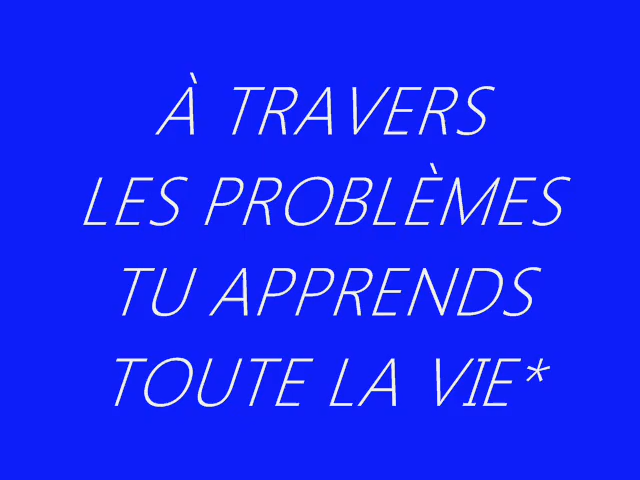 À TRAVERS
LES PROBLÈMES
TU APPRENDS
TOUTE LA VIE*